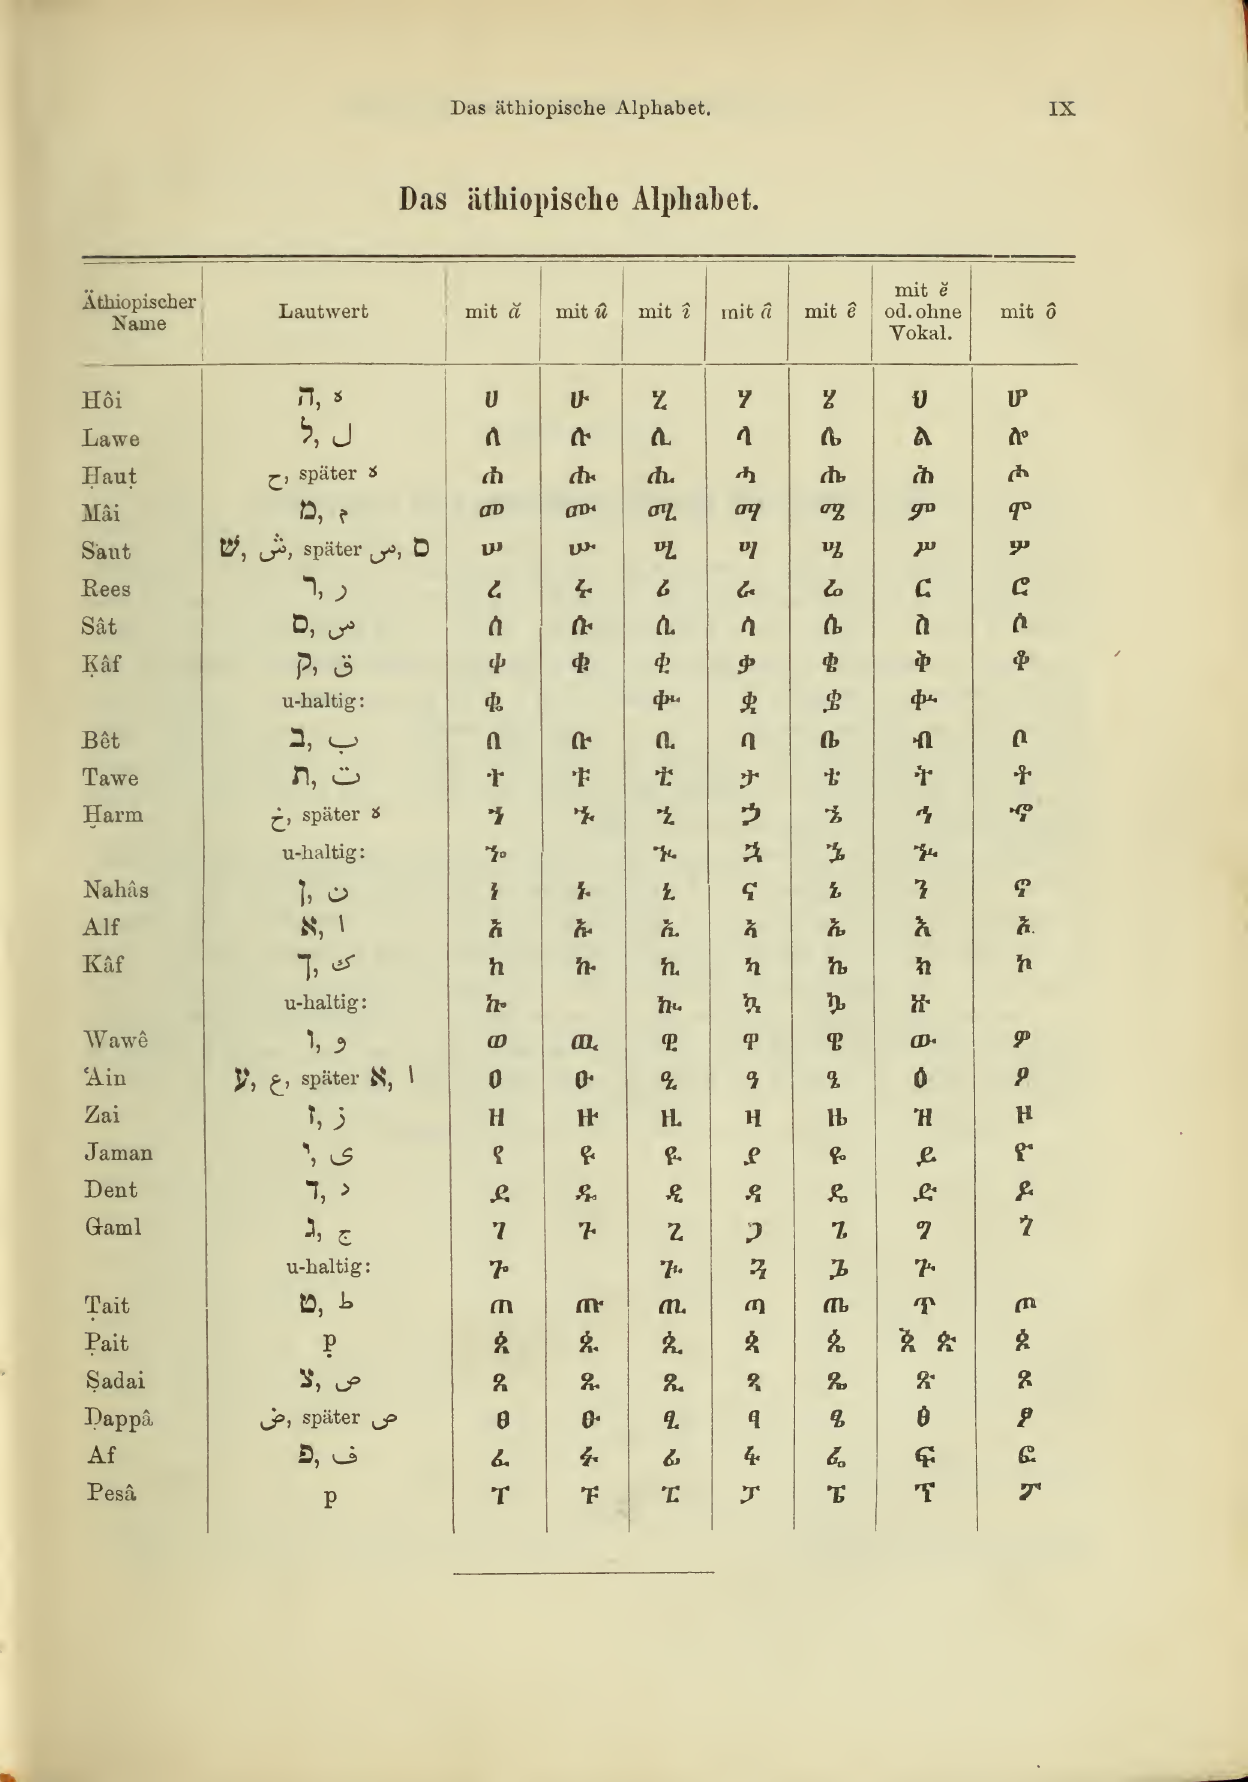 Das äthiopische Alphabet. IX
Das äthiopische Alphabet.
Äthiopischer Name | Lautwert | mit ă | mit û | mit î | mit â | mit ê | mit ĕ od. ohne Vokal. | mit ô
Hôi ה, ه ሀ ሁ ሂ ሃ ሄ ህ ሆ
Lawe ל, ل ለ ሉ ሊ ላ ሌ ል ሎ
Ḥauṭ ح, später ه ሐ ሑ ሒ ሓ ሔ ሕ ሖ
Mâi מ, م መ ሙ ሚ ማ ሜ ም ሞ
Saut שׁ, ش, später س, ס ሠ ሡ ሢ ሣ ሤ ሥ ሦ
Rees ר, ر ረ ሩ ሪ ራ ሬ ር ሮ
Sât ס, س ሰ ሱ ሲ ሳ ሴ ስ ሶ
Ḳâf ק, ق ቀ ቁ ቂ ቃ ቄ ቅ ቆ
u-haltig: ቈ ቊ ቋ ቌ ቍ
Bêt ב, ب በ ቡ ቢ ባ ቤ ብ ቦ
Tawe ת, ت ተ ቱ ቲ ታ ቴ ት ቶ
Ḫarm خ, später ه ኀ ኁ ኂ ኃ ኄ ኅ ኆ
u-haltig: ኈ ኊ ኋ ኌ ኍ
Nahâs ן, ن ነ ኑ ኒ ና ኔ ን ኖ
Alf א, ا አ ኡ ኢ ኣ ኤ እ ኦ
Kâf ך, ك ከ ኩ ኪ ካ ኬ ክ ኮ
u-haltig: ኰ ኲ ኳ ኴ ኵ
Wawê ו, و ወ ዉ ዊ ዋ ዌ ው ዎ
ʿAin ע, ع, später א, ا ዐ ዑ ዒ ዓ ዔ ዕ ዖ
Zai ז, ز ዘ ዙ ዚ ዛ ዜ ዝ ዞ
Jaman י, ى የ ዩ ዪ ያ ዬ ይ ዮ
Dent ד, د ደ ዱ ዲ ዳ ዴ ድ ዶ
Gaml ג, ج ገ ጉ ጊ ጋ ጌ ግ ጎ
u-haltig: ጐ ጒ ጓ ጔ ጕ
Ṭait ט, ط ጠ ጡ ጢ ጣ ጤ ጥ ጦ
P̣ait p̣ ጰ ጱ ጲ ጳ ጴ ጵ ጶ
Ṣadai צ, ص ጸ ጹ ጺ ጻ ጼ ጽ ጾ
Ḍappâ ض, später ص ፀ ፁ ፂ ፃ ፄ ፅ ፆ
Af פ, ف ፈ ፉ ፊ ፋ ፌ ፍ ፎ
Pesâ p ፐ ፑ ፒ ፓ ፔ ፕ ፖ